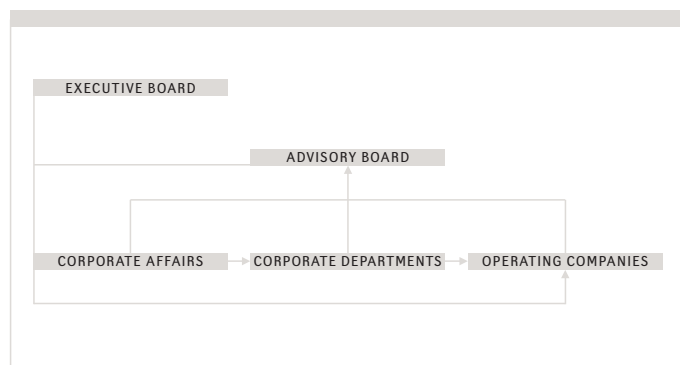 EXECUTIVE BOARD
ADVISORY BOARD
CORPORATE AFFAIRS
CORPORATE DEPARTMENTS
OPERATING COMPANIES